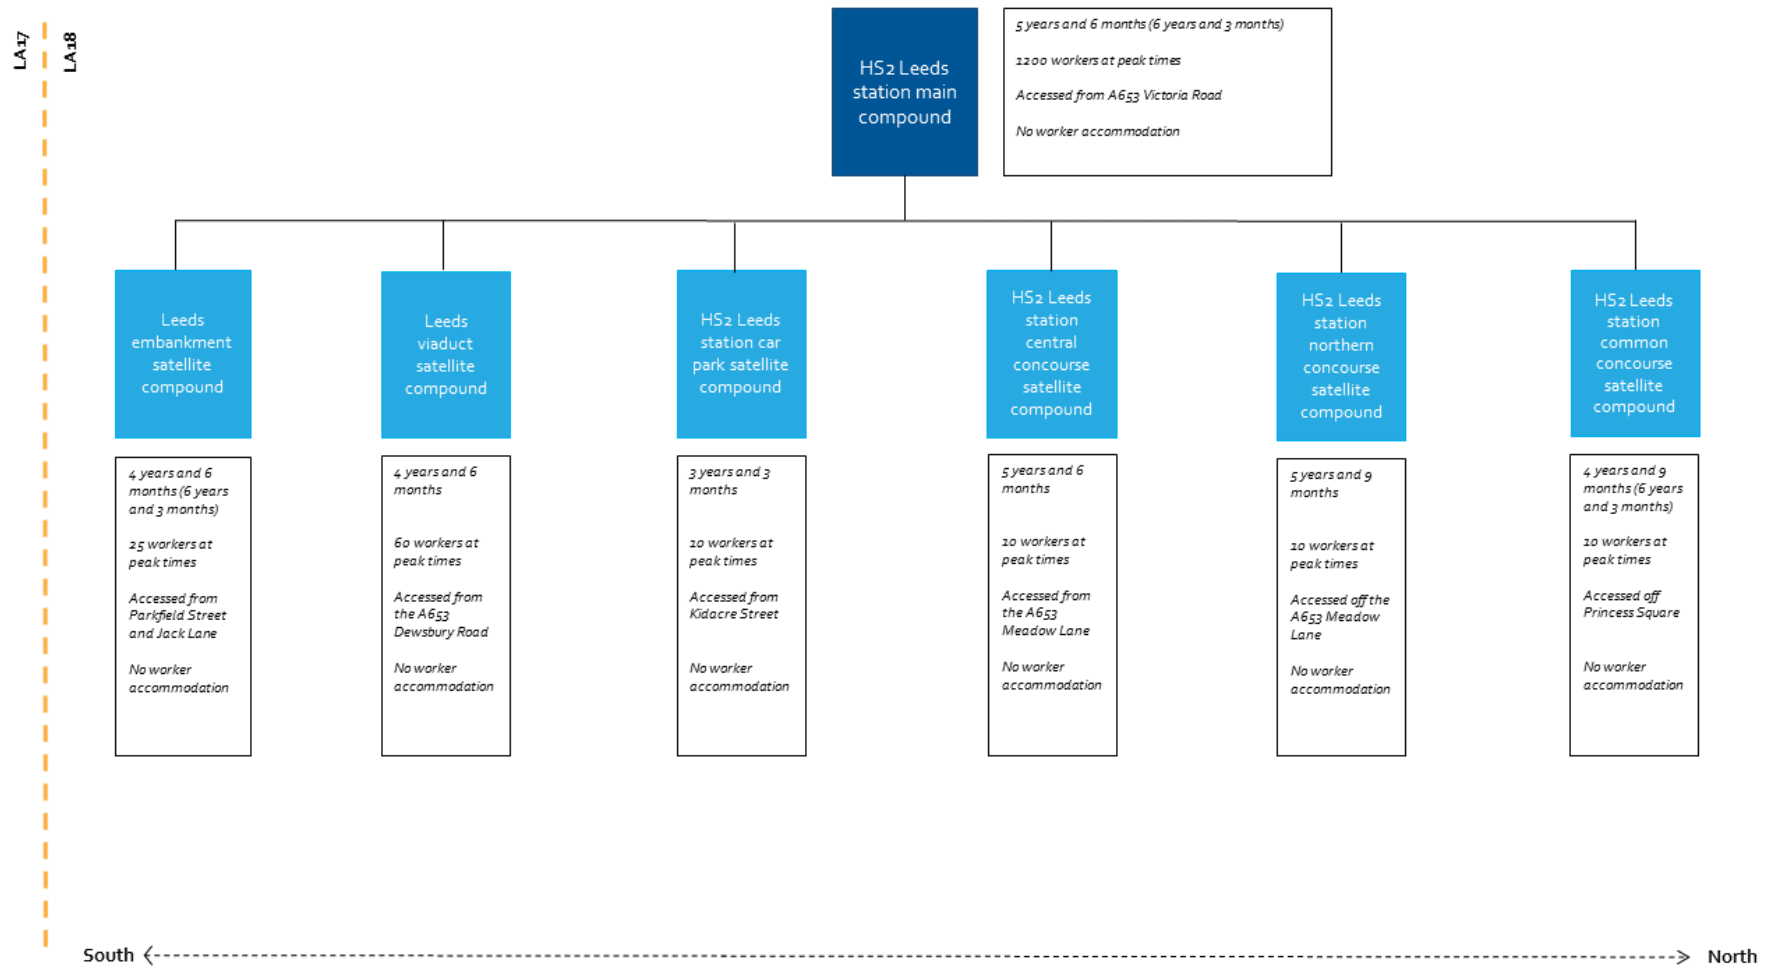 LA17
LA18
HS2 Leeds
station main
compound
5 years and 6 months (6 years and 3 months)
1200 workers at peak times
Accessed from A653 Victoria Road
No worker accommodation
Leeds
embankment
satellite
compound
Leeds
viaduct
satellite
compound
HS2 Leeds
station car
park satellite
compound
HS2 Leeds
station
central
concourse
satellite
compound
HS2 Leeds
station
northern
concourse
satellite
compound
HS2 Leeds
station
common
concourse
satellite
compound
4 years and 6
months (6 years
and 3 months)
25 workers at
peak times
Accessed from
Parkfield Street
and Jack Lane
No worker
accommodation
4 years and 6
months
60 workers at
peak times
Accessed from
the A653
Dewsbury Road
No worker
accommodation
3 years and 3
months
10 workers at
peak times
Accessed from
Kidacre Street
No worker
accommodation
5 years and 6
months
10 workers at
peak times
Accessed from
the A653
Meadow Lane
No worker
accommodation
5 years and 9
months
10 workers at
peak times
Accessed off the
A653 Meadow
Lane
No worker
accommodation
4 years and 9
months (6 years
and 3 months)
10 workers at
peak times
Accessed off
Princess Square
No worker
accommodation
South
North